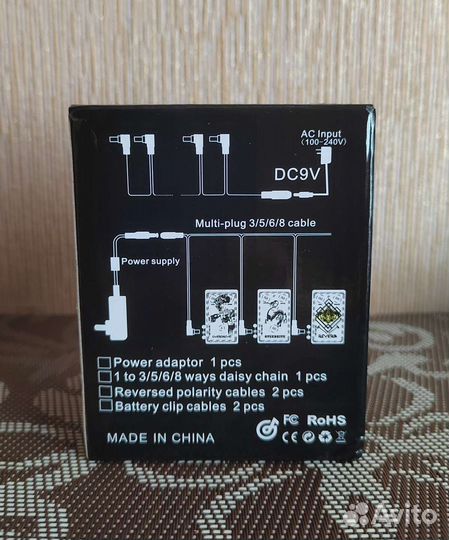 AC Input
(100-240V)
DC9V
Multi-plug 3/5/6/8 cable
Power supply
Power adaptor 1 pcs
1 to 3/5/6/8 ways daisy chain 1 pcs
Reversed polarity cables 2 pcs
Battery clip cables 2 pcs
FC RoHS
CE
MADE IN CHINA
Avito